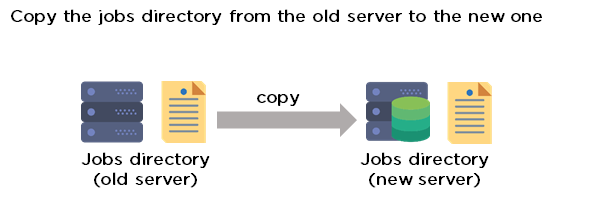 Copy the jobs directory from the old server to the new one
copy
Jobs directory
(old server)
Jobs directory
(new server)